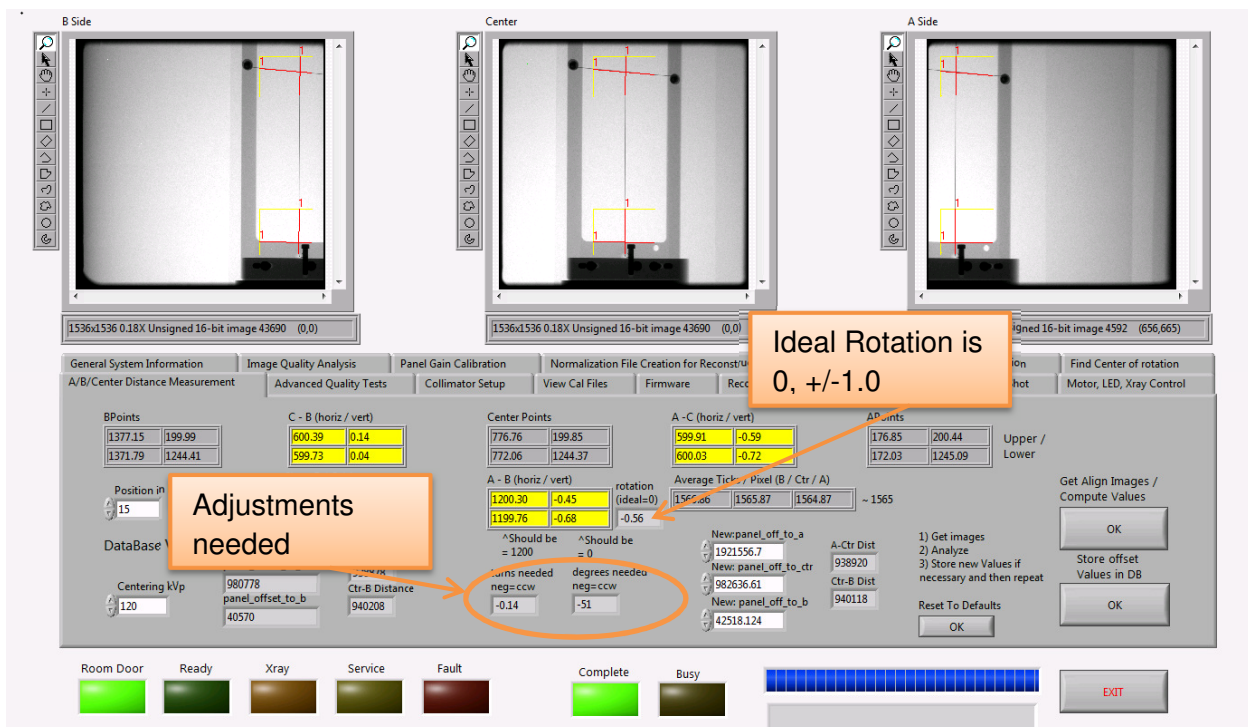 B Side
Center
A Side
1536x1536 0.18X Unsigned 16-bit image 43690 (0,0)
1536x1536 0.18X Unsigned 16-bit image 43690 (0,0)
igned 16-bit image 4592 (656,665)
Ideal Rotation is
0, +/-1.0
General System Information
Image Quality Analysis
Panel Gain Calibration
Normalization File Creation for Reconstru
on
Find Center of rotation
A/B/Center Distance Measurement
Advanced Quality Tests
Collimator Setup
View Cal Files
Firmware
Reco
hot
Motor, LED, Xray Control
BPoints
1377.15 199.99
1371.79 1244.41
C - B (horiz / vert)
600.39 0.14
599.73 0.04
Center Points
776.76 199.85
772.06 1244.37
A -C (horiz / vert)
599.91 -0.59
600.03 -0.72
APoints
176.85 200.44
172.03 1245.09
Upper /
Lower
Position in
15
Adjustments
needed
A - B (horiz / vert)
1200.30 -0.45
1199.76 -0.68
rotation
(ideal=0)
-0.56
^Should be
= 1200
^Should be
= 0
Average Ticks / Pixel (B / Ctr / A)
1565.87 1564.87 ~ 1565
DataBase V
Centering kVp
120
980778
panel_offset_to_b
40570
Ctr-B Distance
940208
turns needed
neg=ccw
-0.14
degrees needed
neg=ccw
-51
New:panel_off_to_a
1921556.7
New: panel_off_to_ctr
982636.61
New: panel_off_to_b
42518.124
A-Ctr Dist
938920
Ctr-B Dist
940118
1) Get images
2) Analyze
3) Store new Values if
necessary and then repeat
Reset To Defaults
OK
Get Align Images /
Compute Values
OK
Store offset
Values in DB
OK
Room Door
Ready
Xray
Service
Fault
Complete
Busy
EXIT